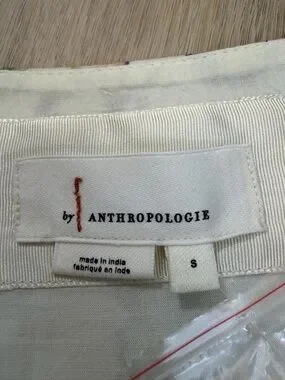 by ANTHROPOLOGIE
made in india
fabriqué en inde
S